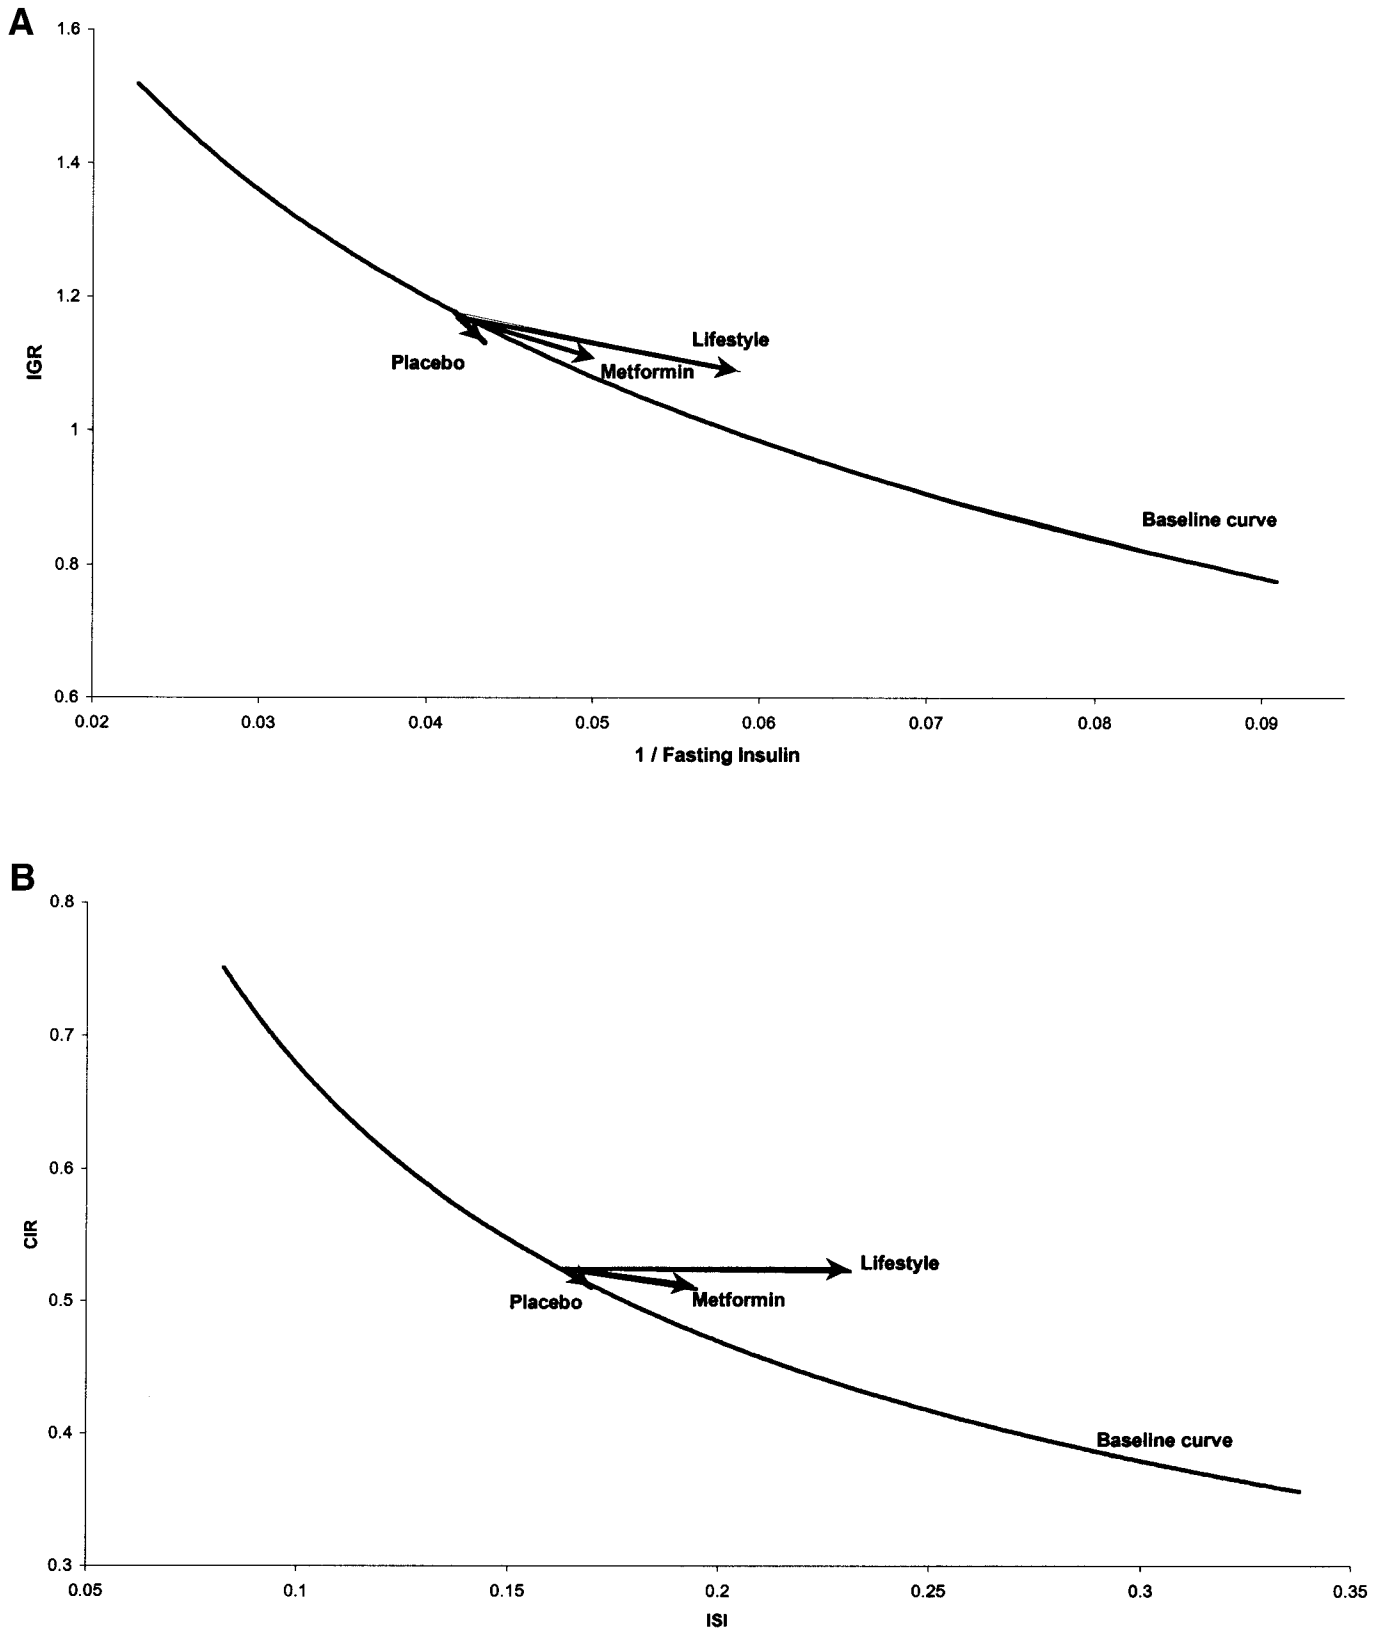 A
1.6
1.4
1.2
1
0.8
0.6
IGR
Lifestyle
Placebo
Metformin
Baseline curve
0.02 0.03 0.04 0.05 0.06 0.07 0.08 0.09
1 / Fasting Insulin
B
0.8
0.7
0.6
0.5
0.4
0.3
CIR
Lifestyle
Placebo
Metformin
Baseline curve
0.05 0.1 0.15 0.2 0.25 0.3 0.35
ISI